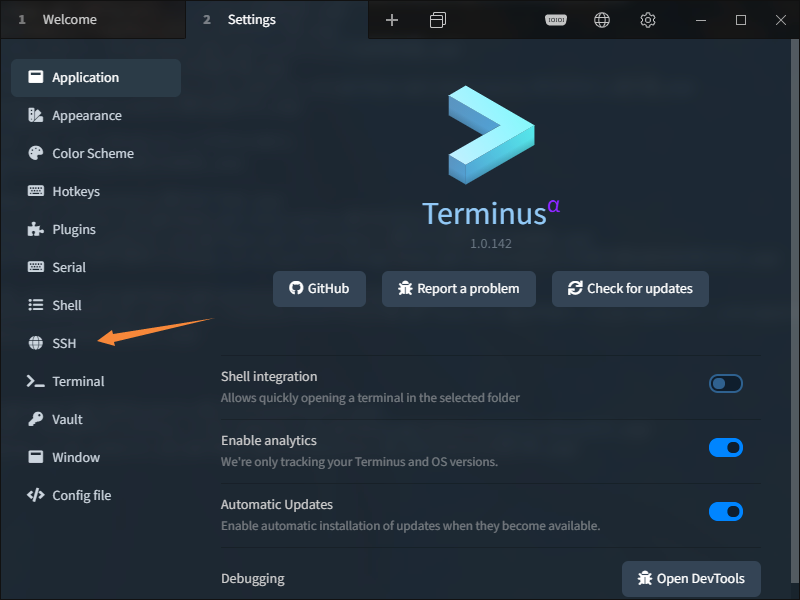 1 Welcome
2 Settings
Application
Appearance
Color Scheme
Hotkeys
Plugins
Serial
Shell
SSH
Terminal
Vault
Window
Config file
Terminusα
1.0.142
GitHub
Report a problem
Check for updates
Shell integration
Allows quickly opening a terminal in the selected folder
Enable analytics
We're only tracking your Terminus and OS versions.
Automatic Updates
Enable automatic installation of updates when they become available.
Debugging
Open DevTools